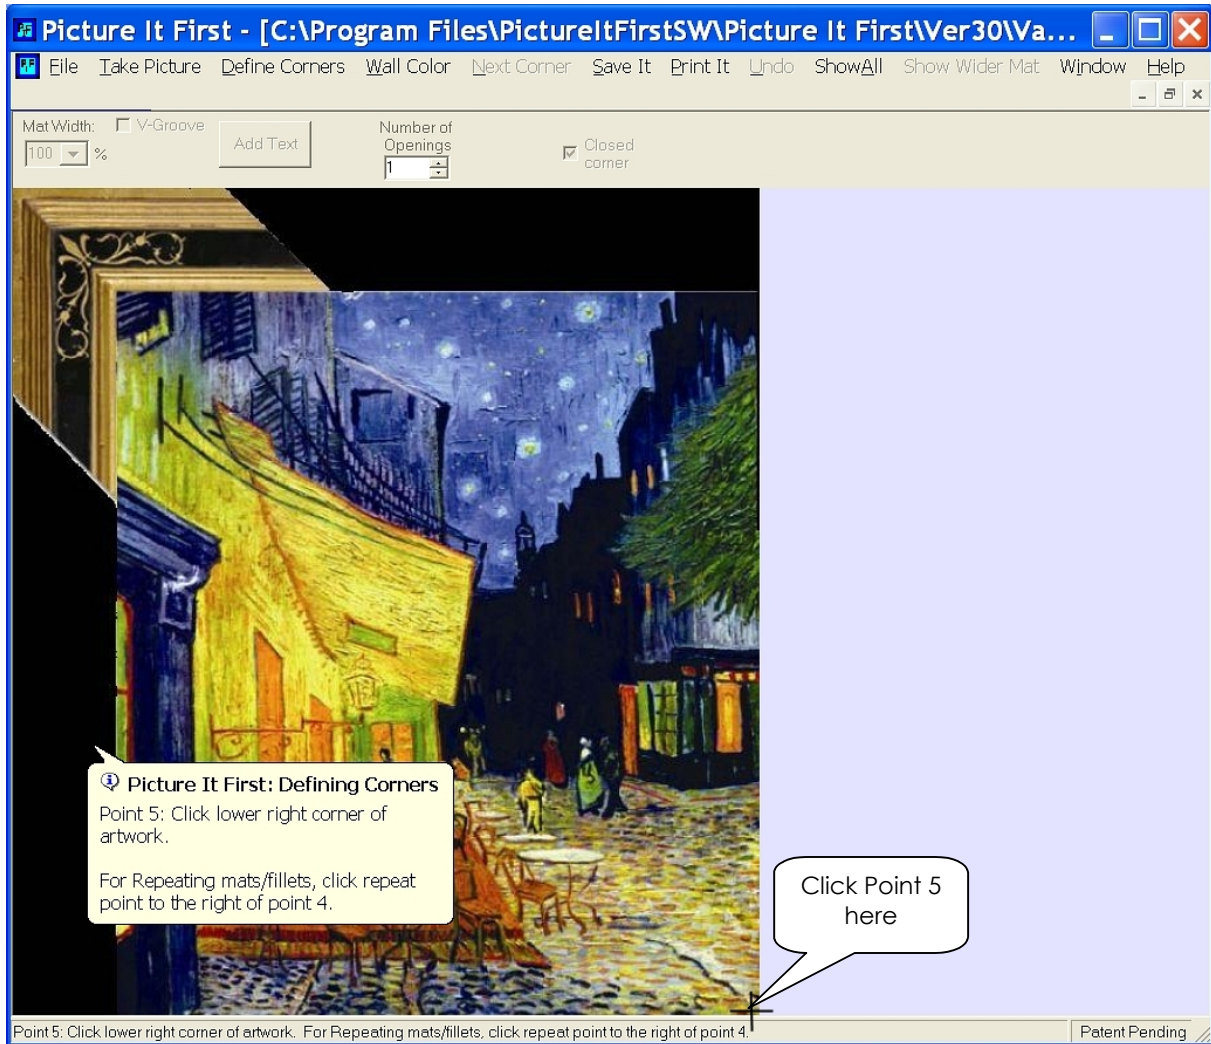 Picture It First - [C:\Program Files\PictureItFirstSW\Picture It First\Ver30\Va...
File Take Picture Define Corners Wall Color Next Corner Save It Print It Undo ShowAll Show Wider Mat Window Help
Mat Width: V-Groove
100 %
Add Text
Number of
Openings
1
Closed
corner
Picture It First: Defining Corners
Point 5: Click lower right corner of
artwork.
For Repeating mats/fillets, click repeat
point to the right of point 4.
Click Point 5
here
Point 5: Click lower right corner of artwork. For Repeating mats/fillets, click repeat point to the right of point 4.
Patent Pending